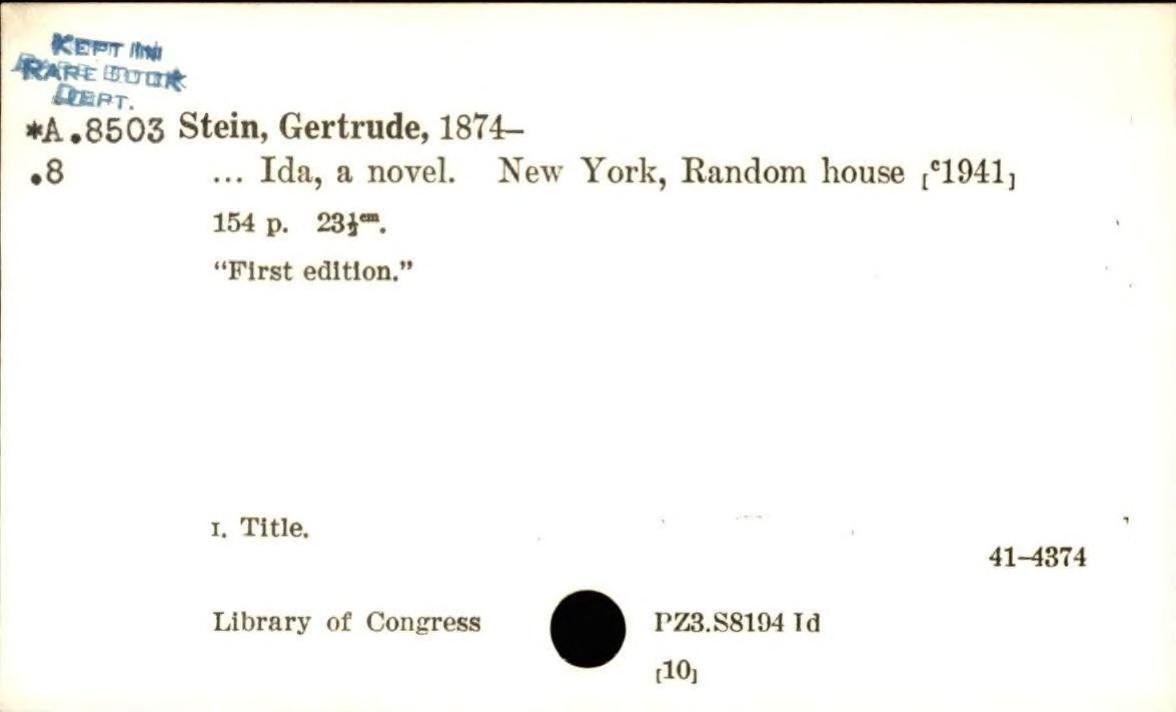 KEPT IN
RARE BOOK
DEPT.
*A.8503 Stein, Gertrude, 1874–
.8 ... Ida, a novel. New York, Random house [ᶜ1941]
154 p. 23½ᶜᵐ.
“First edition.”
I. Title.
41–4374
Library of Congress PZ3.S8194 Id
[10]